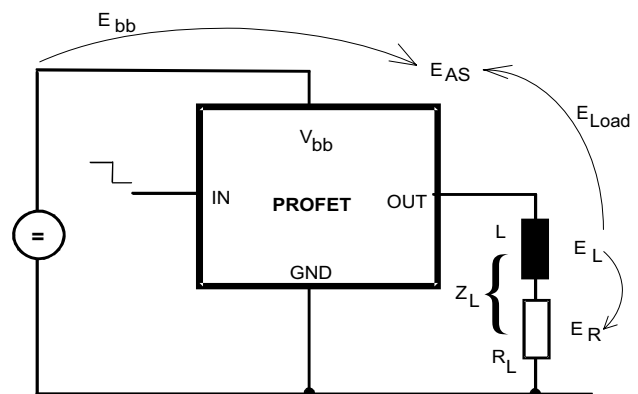 E bb
E AS
E Load
V bb
IN
PROFET
OUT
=
L
E L
GND
Z L
{
E R
R L